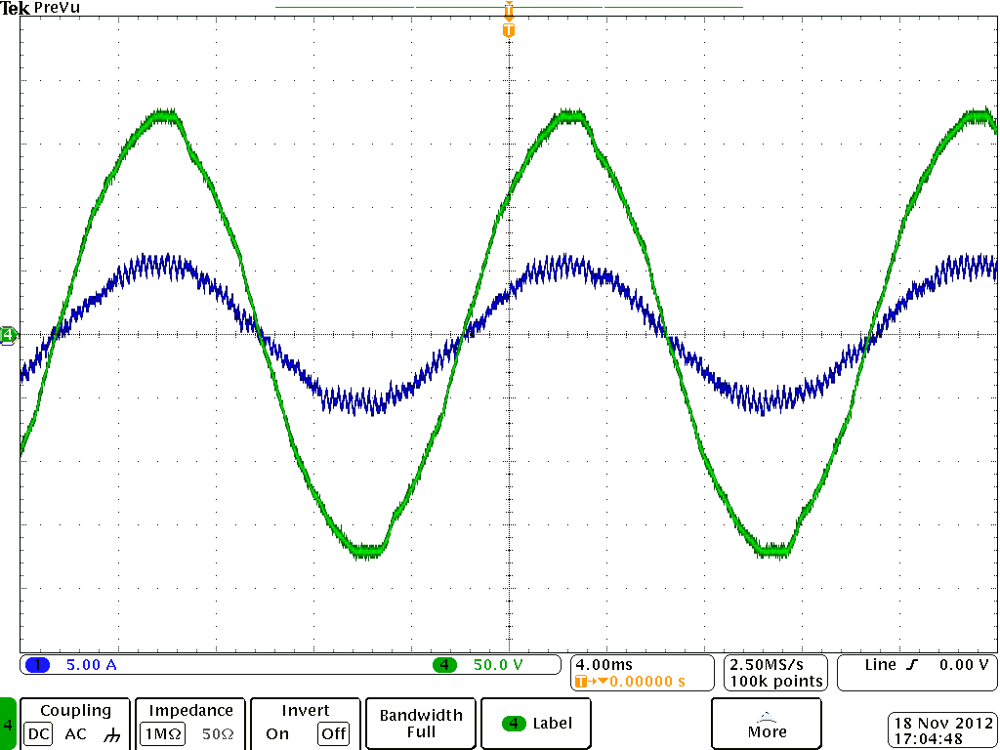 Tek PreVu
T
T
4
1 5.00 A 4 50.0 V 4.00ms 2.50MS/s Line 0.00 V
T 0.00000 s 100k points
4 Coupling Impedance Invert Bandwidth 4 Label More
DC AC 1MΩ 50Ω On Off Full
18 Nov 2012
17:04:48